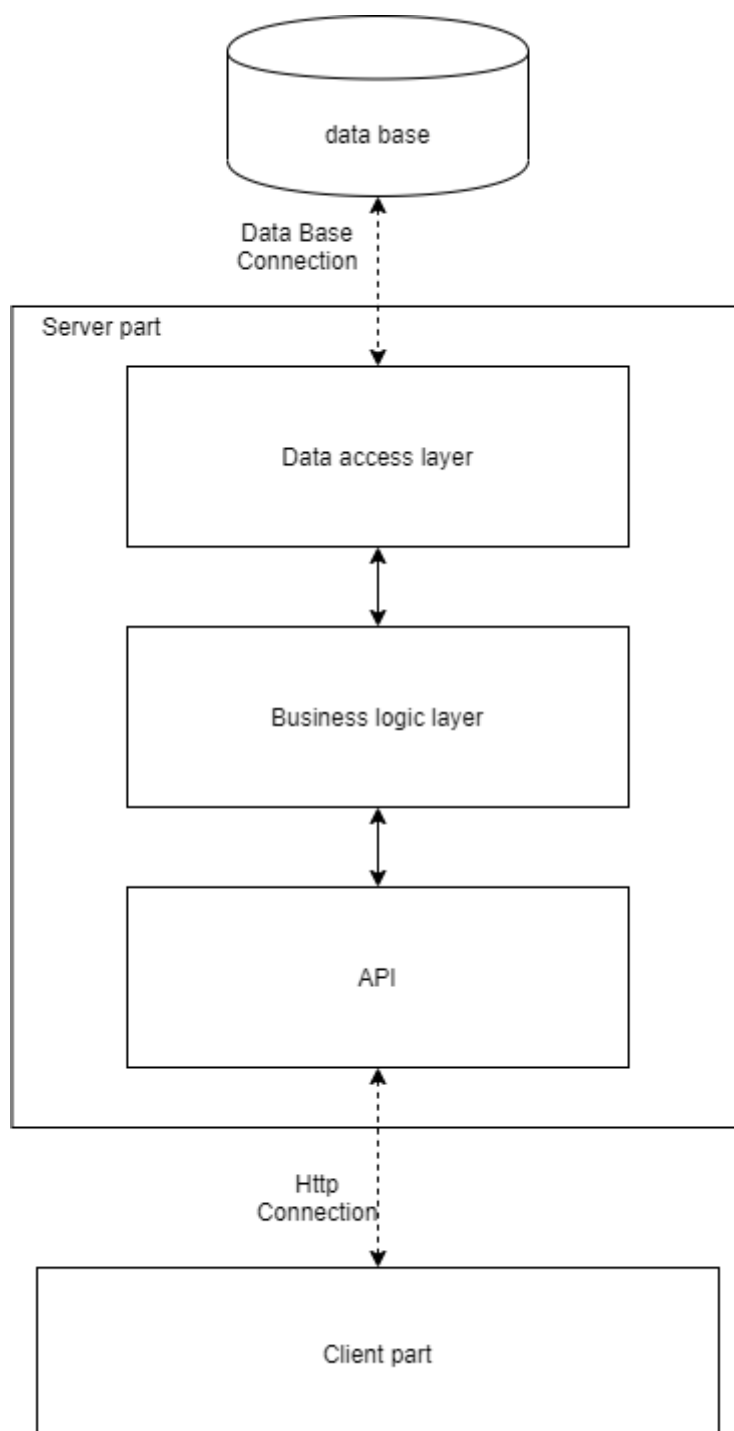 data base
Data Base
Connection
Server part
Data access layer
Business logic layer
API
Http
Connection
Client part